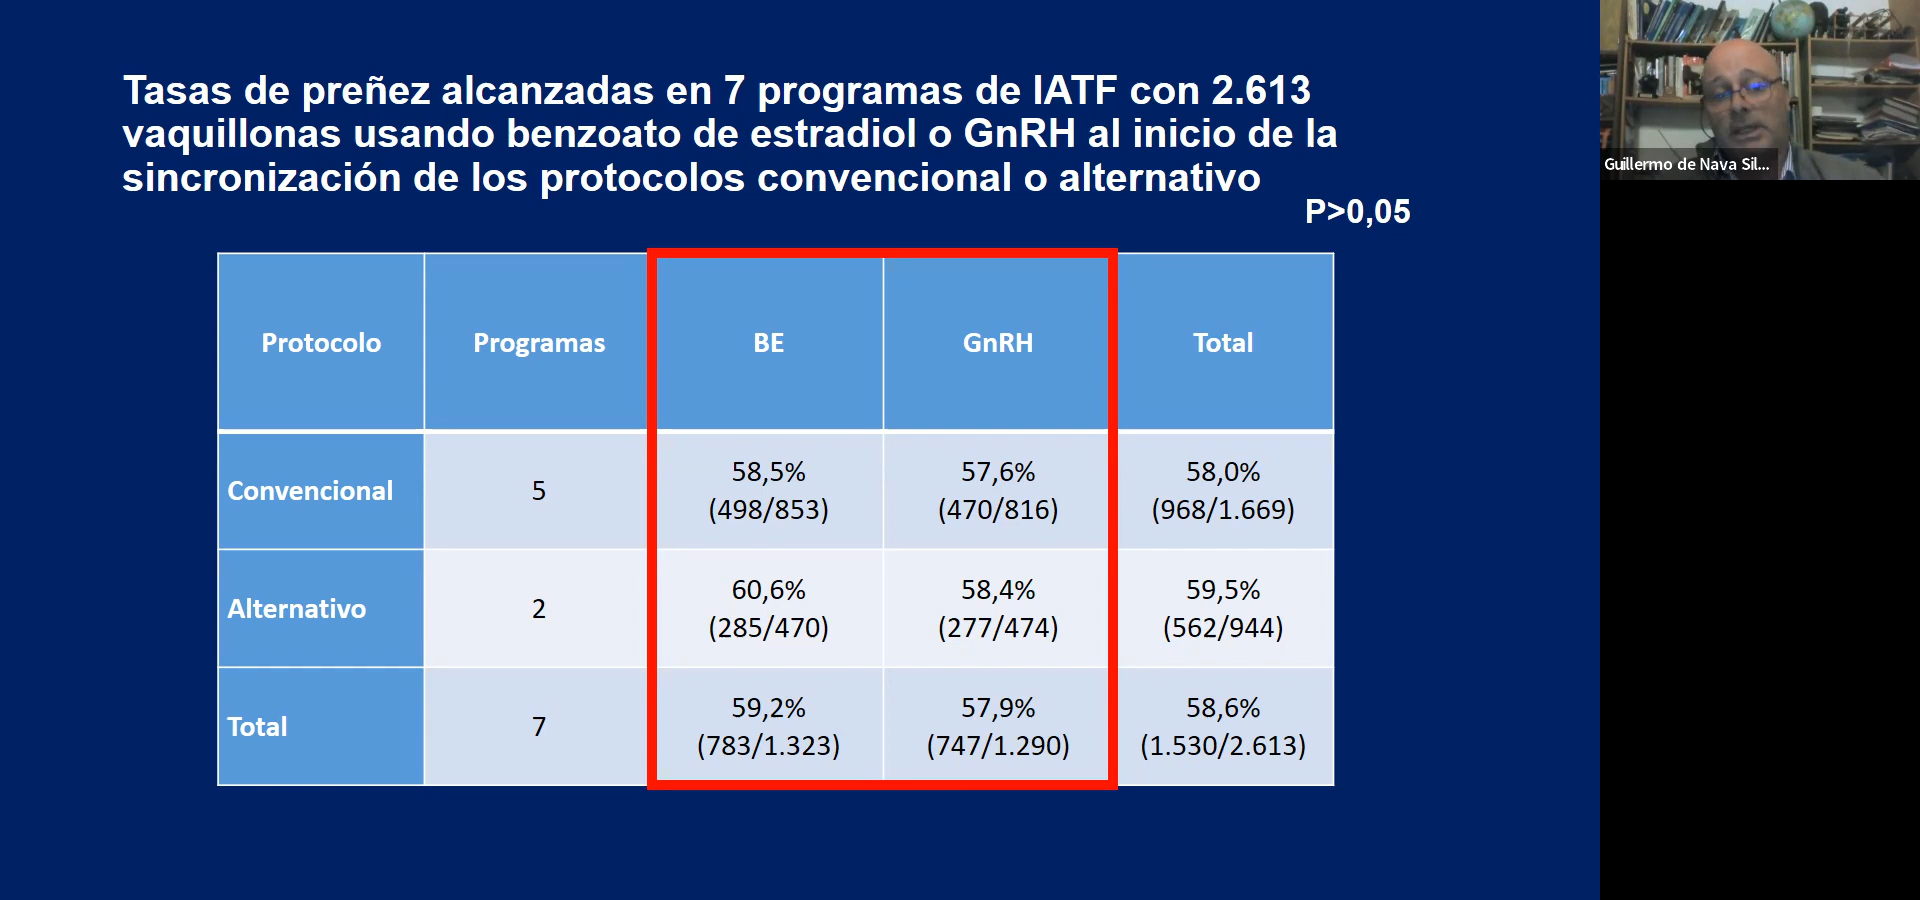 Tasas de preñez alcanzadas en 7 programas de IATF con 2.613
vaquillonas usando benzoato de estradiol o GnRH al inicio de la
sincronización de los protocolos convencional o alternativo
P>0,05
Protocolo Programas BE GnRH Total
Convencional 5 58,5% 57,6% 58,0%
(498/853) (470/816) (968/1.669)
Alternativo 2 60,6% 58,4% 59,5%
(285/470) (277/474) (562/944)
Total 7 59,2% 57,9% 58,6%
(783/1.323) (747/1.290) (1.530/2.613)
Guillermo de Nava Sil...